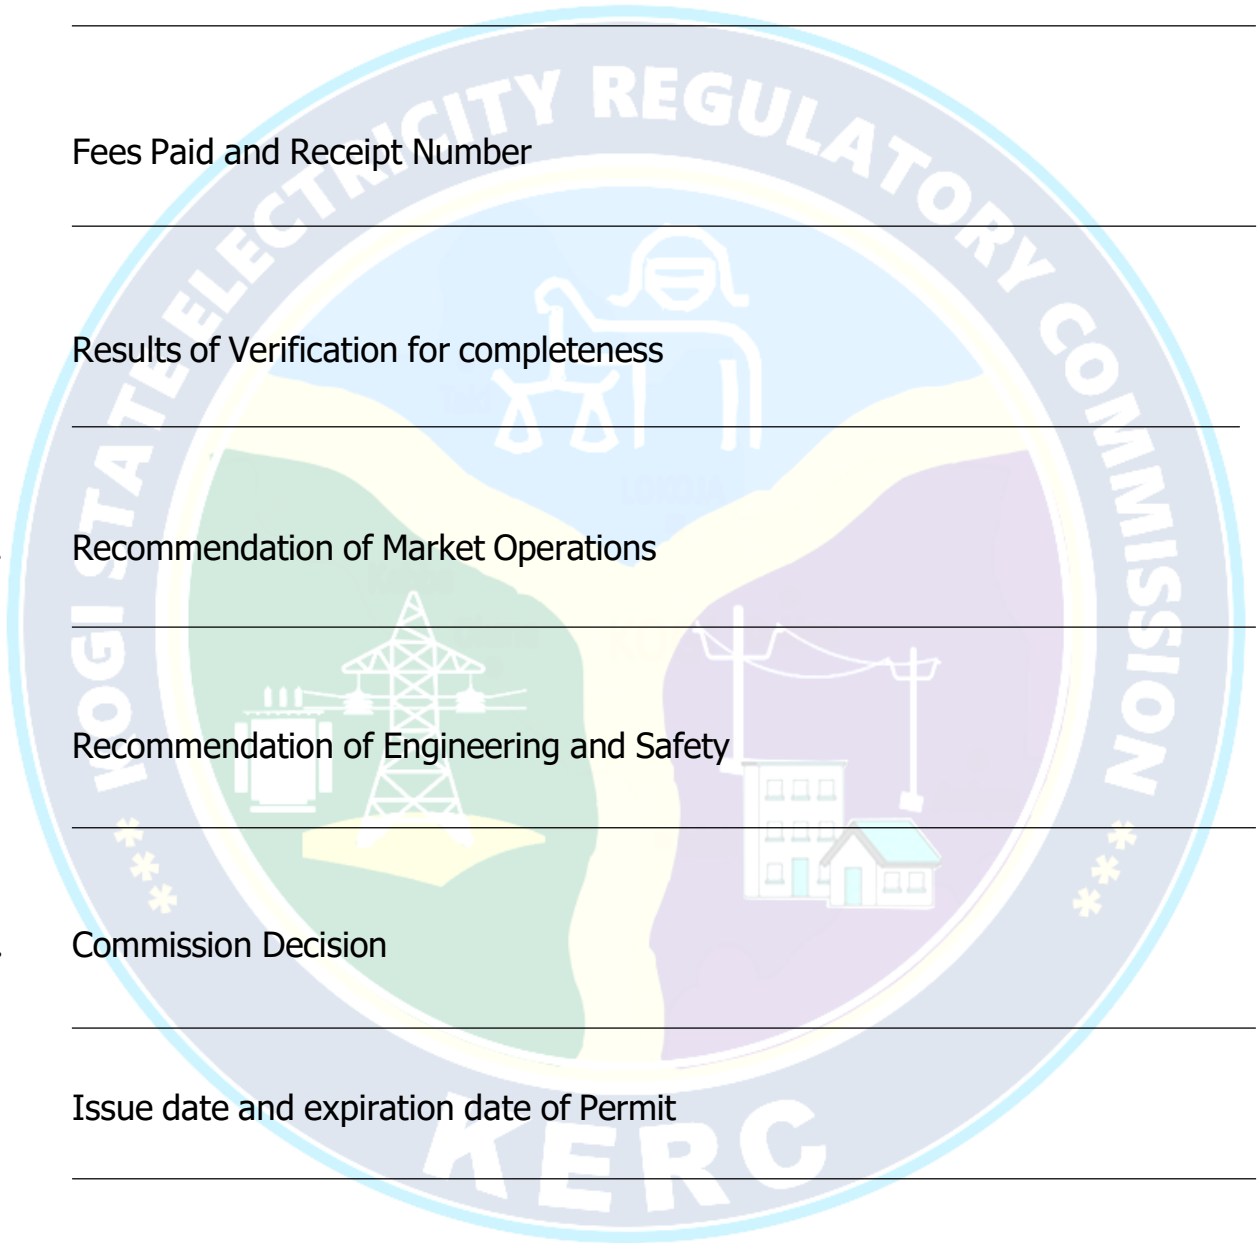 KOGI STATE ELECTRICITY REGULATORY COMMISSION
Fees Paid and Receipt Number
Results of Verification for completeness
LOKOJA
Recommendation of Market Operations
Recommendation of Engineering and Safety
Commission Decision
Issue date and expiration date of Permit
KERC